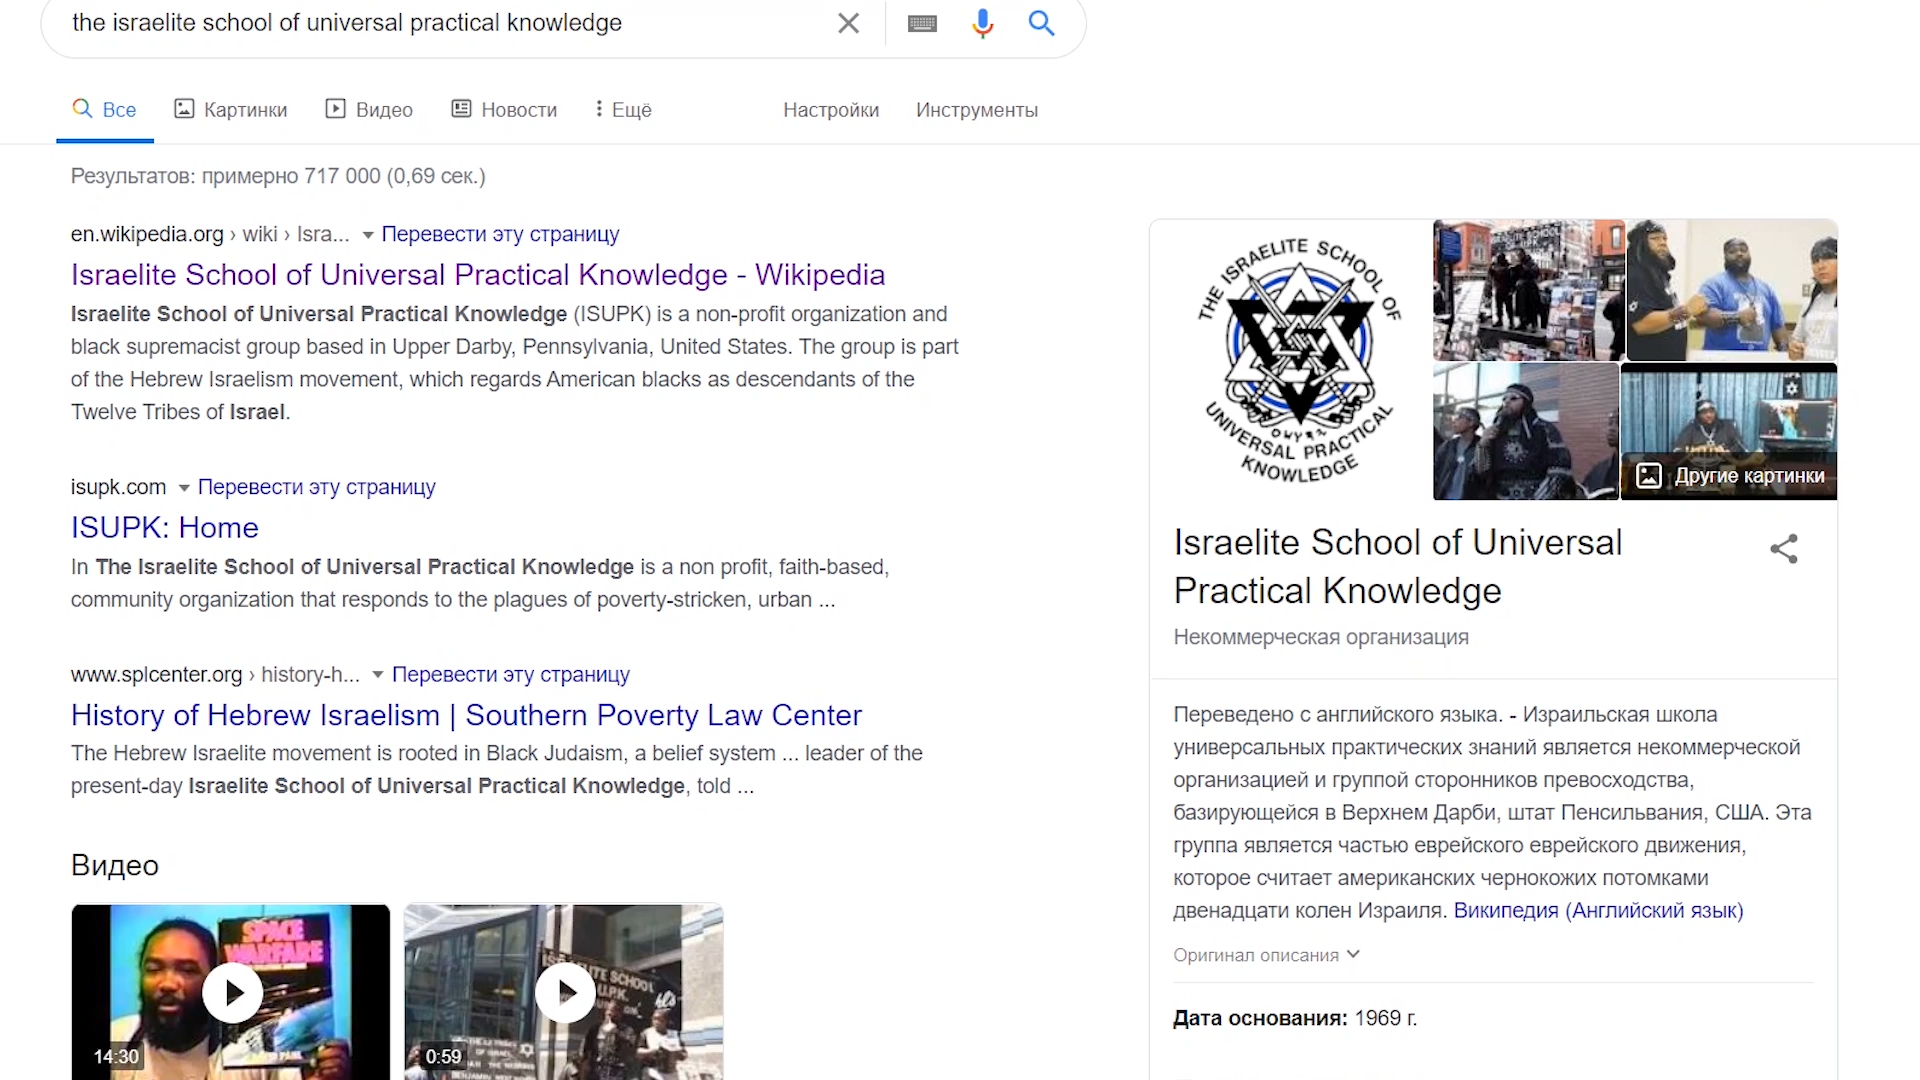 the israelite school of universal practical knowledge
Все
Картинки
Видео
Новости
Ещё
Настройки
Инструменты
Результатов: примерно 717 000 (0,69 сек.)
en.wikipedia.org › wiki › Isra... Перевести эту страницу
Israelite School of Universal Practical Knowledge - Wikipedia
Israelite School of Universal Practical Knowledge (ISUPK) is a non-profit organization and
black supremacist group based in Upper Darby, Pennsylvania, United States. The group is part
of the Hebrew Israelism movement, which regards American blacks as descendants of the
Twelve Tribes of Israel.
isupk.com Перевести эту страницу
ISUPK: Home
In The Israelite School of Universal Practical Knowledge is a non profit, faith-based,
community organization that responds to the plagues of poverty-stricken, urban ...
www.splcenter.org › history-h... Перевести эту страницу
History of Hebrew Israelism | Southern Poverty Law Center
The Hebrew Israelite movement is rooted in Black Judaism, a belief system ... leader of the
present-day Israelite School of Universal Practical Knowledge, told ...
Видео
SPACE
WARFARE
14:30
ISRAELITE SCHOOL
U.P.K.
0:59
THE ISRAELITE SCHOOL OF
UNIVERSAL PRACTICAL
KNOWLEDGE
Другие картинки
Israelite School of Universal
Practical Knowledge
Некоммерческая организация
Переведено с английского языка. - Израильская школа
универсальных практических знаний является некоммерческой
организацией и группой сторонников превосходства,
базирующейся в Верхнем Дарби, штат Пенсильвания, США. Эта
группа является частью еврейского еврейского движения,
которое считает американских чернокожих потомками
двенадцати колен Израиля. Википедия (Английский язык)
Оригинал описания
Дата основания: 1969 г.